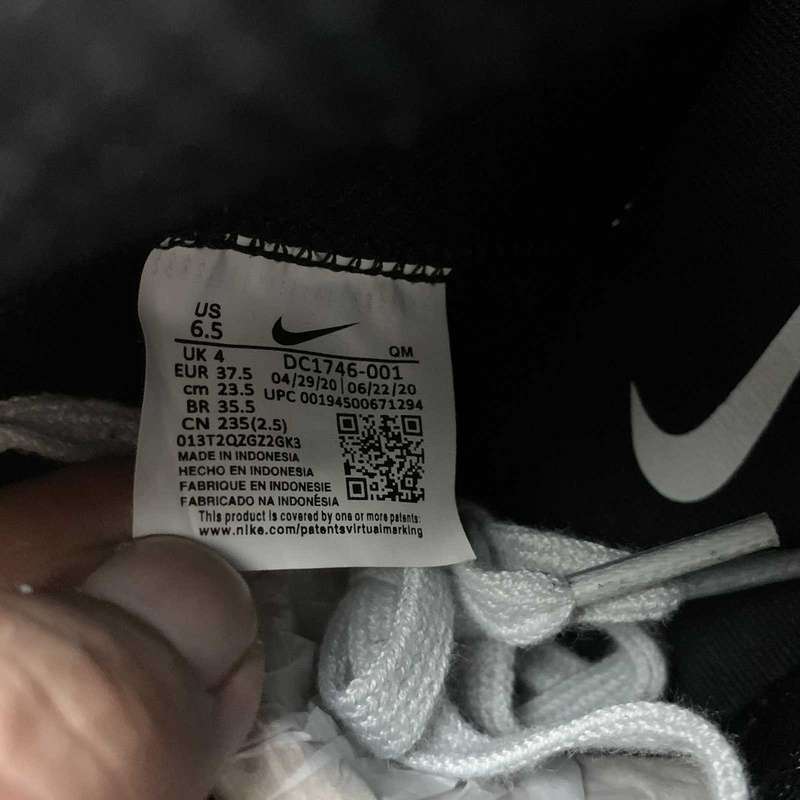 US
6.5
QM
UK 4
DC1746-001
EUR 37.5
04/29/20 | 06/22/20
cm 23.5
UPC 00194500671294
BR 35.5
CN 235(2.5)
013T2QZGZ2GK3
MADE IN INDONESIA
HECHO EN INDONESIA
FABRIQUE EN INDONESIE
FABRICADO NA INDONÉSIA
This product is covered by one or more patents:
www.nike.com/patentsvirtualmarking